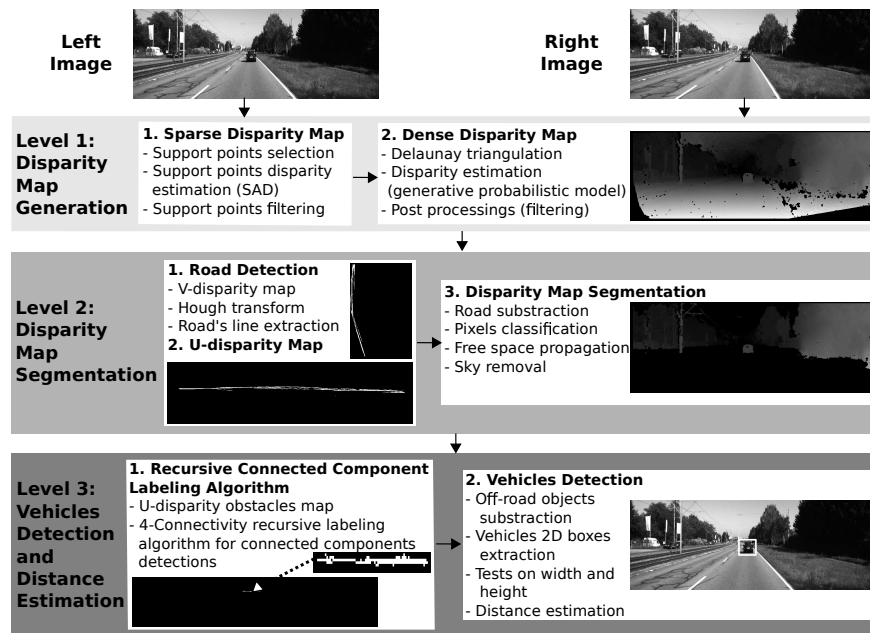 Left
Image
Right
Image
Level 1:
Disparity
Map
Generation
1. Sparse Disparity Map
- Support points selection
- Support points disparity
estimation (SAD)
- Support points filtering
2. Dense Disparity Map
- Delaunay triangulation
- Disparity estimation
(generative probabilistic model)
- Post processings (filtering)
Level 2:
Disparity
Map
Segmentation
1. Road Detection
- V-disparity map
- Hough transform
- Road's line extraction
2. U-disparity Map
3. Disparity Map Segmentation
- Road substraction
- Pixels classification
- Free space propagation
- Sky removal
Level 3:
Vehicles
Detection
and
Distance
Estimation
1. Recursive Connected Component
Labeling Algorithm
- U-disparity obstacles map
- 4-Connectivity recursive labeling
algorithm for connected components
detections
2. Vehicles Detection
- Off-road objects
substraction
- Vehicles 2D boxes
extraction
- Tests on width and
height
- Distance estimation